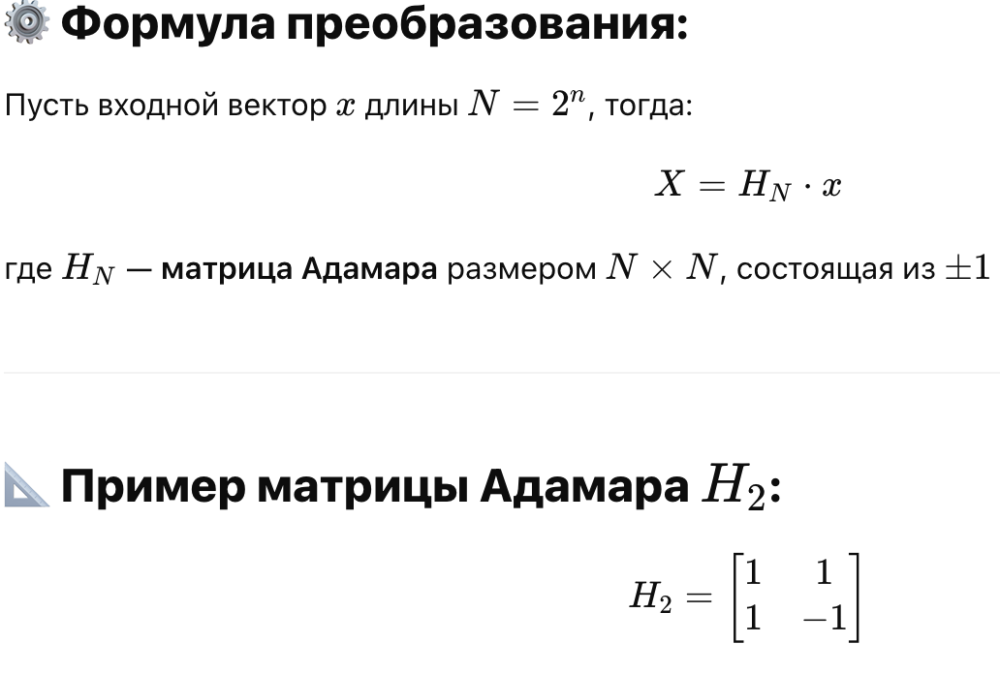 ⚙️ Формула преобразования:
Пусть входной вектор $x$ длины $N = 2^n$, тогда:
$X = H_N \cdot x$
где $H_N$ — матрица Адамара размером $N \times N$, состоящая из $\pm 1$
📐 Пример матрицы Адамара $H_2$:
$H_2 = \begin{bmatrix} 1 & 1 \\ 1 & -1 \end{bmatrix}$